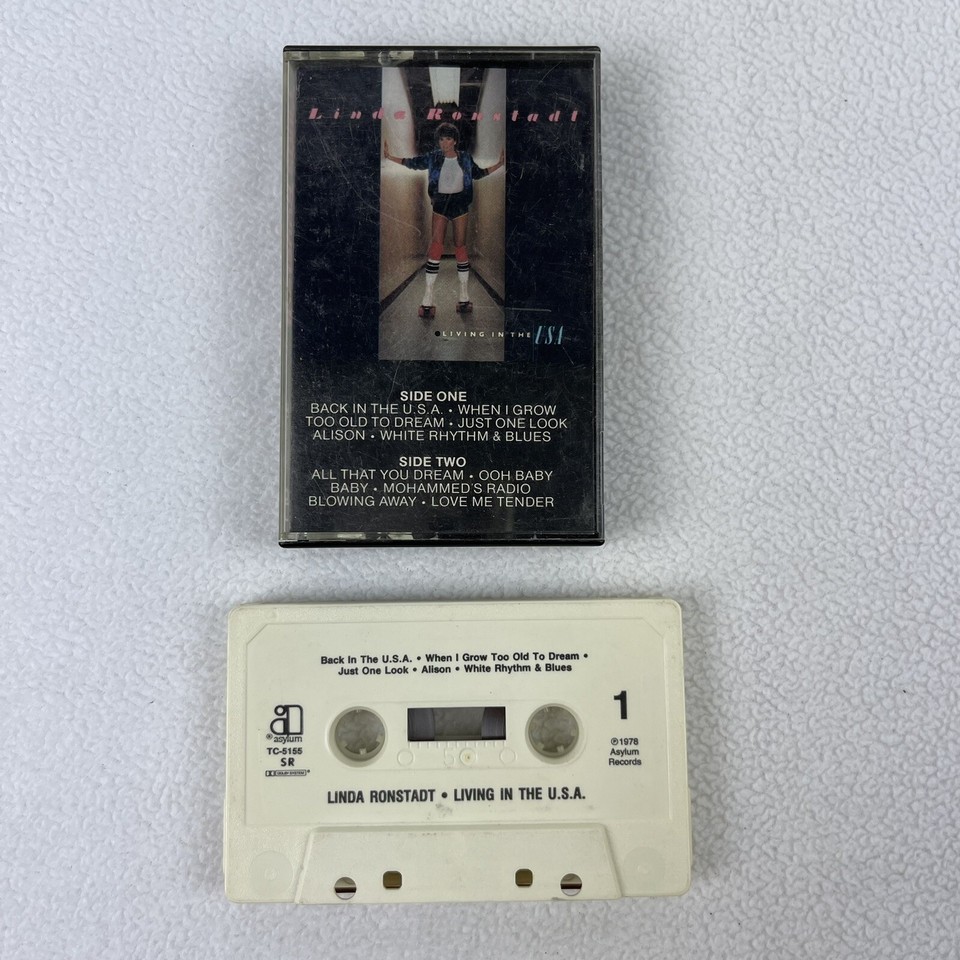 Linda Ronstadt
LIVING IN THE USA
SIDE ONE
BACK IN THE U.S.A. • WHEN I GROW
TOO OLD TO DREAM • JUST ONE LOOK
ALISON • WHITE RHYTHM & BLUES
SIDE TWO
ALL THAT YOU DREAM • OOH BABY
BABY • MOHAMMED'S RADIO
BLOWING AWAY • LOVE ME TENDER
Back In The U.S.A. • When I Grow Too Old To Dream •
Just One Look • Alison • White Rhythm & Blues
asylum
TC-5155
SR
DOLBY SYSTEM
1
℗1978
Asylum
Records
5
LINDA RONSTADT • LIVING IN THE U.S.A.